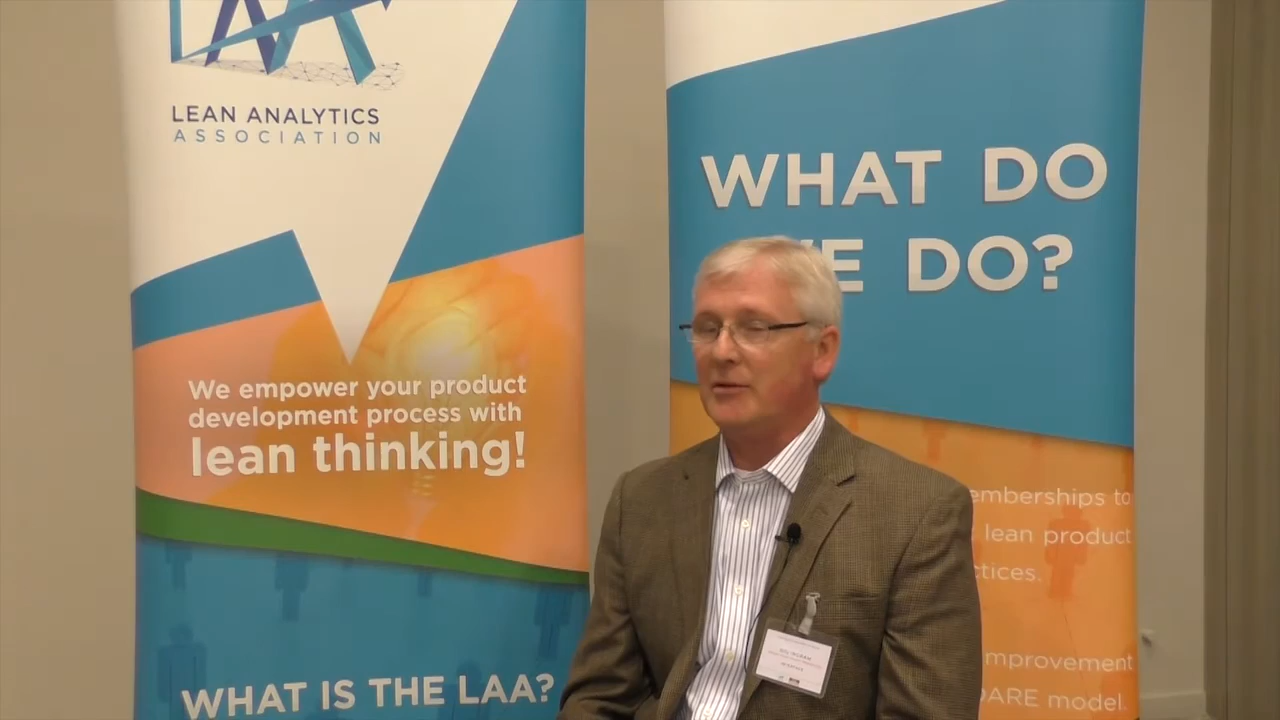 LEAN ANALYTICS
ASSOCIATION
We empower your product
development process with
lean thinking!
WHAT IS THE LAA?
WHAT DO
E DO?
emberships to
lean product
ctices.
mprovement
DARE model.